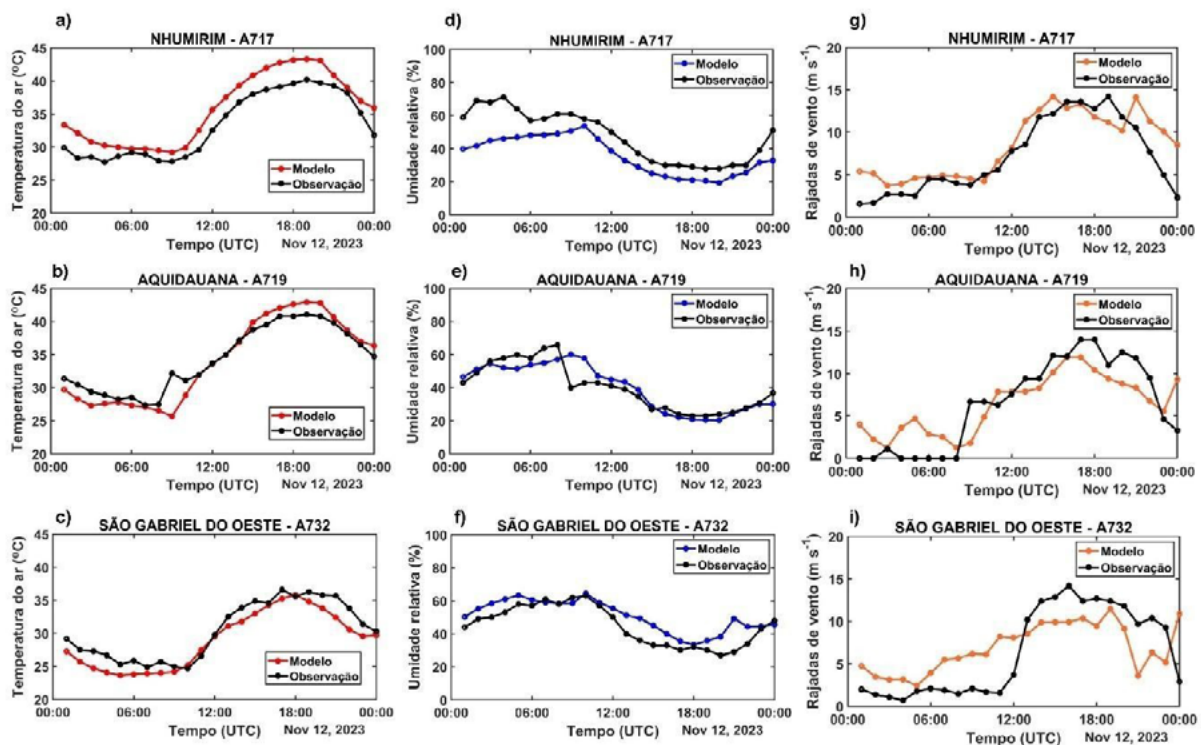 a)
NHUMIRIM - A717
Temperatura do ar (ºC)
45
40
35
30
25
20
Modelo
Observação
00:00 06:00 12:00 18:00 00:00
Tempo (UTC) Nov 12, 2023
d)
NHUMIRIM - A717
Umidade relativa (%)
100
80
60
40
20
0
Modelo
Observação
00:00 06:00 12:00 18:00 00:00
Tempo (UTC) Nov 12, 2023
g)
NHUMIRIM - A717
Rajadas de vento (m s⁻¹)
20
15
10
5
0
Modelo
Observação
00:00 06:00 12:00 18:00 00:00
Tempo (UTC) Nov 12, 2023
b)
AQUIDAUANA - A719
Temperatura do ar (ºC)
45
40
35
30
25
20
Modelo
Observação
00:00 06:00 12:00 18:00 00:00
Tempo (UTC) Nov 12, 2023
e)
AQUIDAUANA - A719
Umidade relativa (%)
100
80
60
40
20
0
Modelo
Observação
00:00 06:00 12:00 18:00 00:00
Tempo (UTC) Nov 12, 2023
h)
AQUIDAUANA - A719
Rajadas de vento (m s⁻¹)
20
15
10
5
0
Modelo
Observação
00:00 06:00 12:00 18:00 00:00
Tempo (UTC) Nov 12, 2023
c)
SÃO GABRIEL DO OESTE - A732
Temperatura do ar (ºC)
45
40
35
30
25
20
Modelo
Observação
00:00 06:00 12:00 18:00 00:00
Tempo (UTC) Nov 12, 2023
f)
SÃO GABRIEL DO OESTE - A732
Umidade relativa (%)
100
80
60
40
20
0
Modelo
Observação
00:00 06:00 12:00 18:00 00:00
Tempo (UTC) Nov 12, 2023
i)
SÃO GABRIEL DO OESTE - A732
Rajadas de vento (m s⁻¹)
20
15
10
5
0
Modelo
Observação
00:00 06:00 12:00 18:00 00:00
Tempo (UTC) Nov 12, 2023